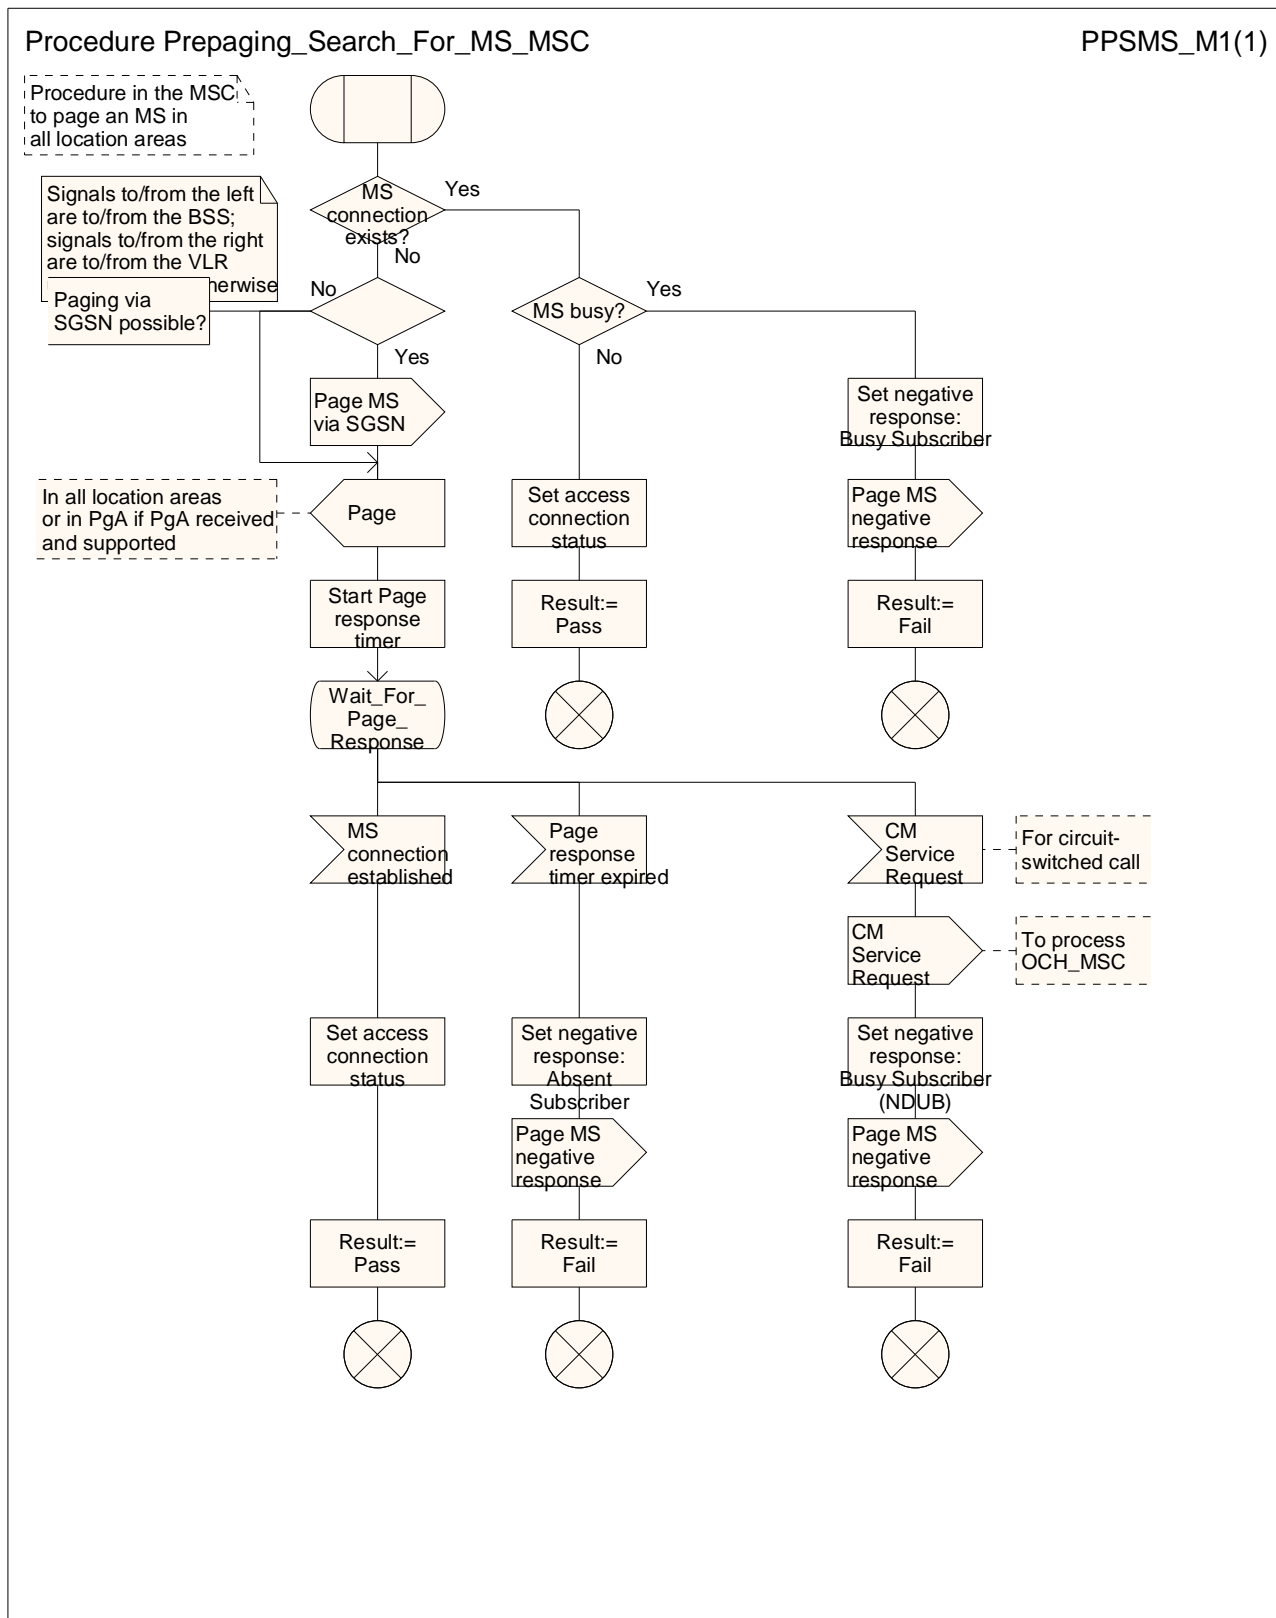 Procedure Prepaging_Search_For_MS_MSC
PPSMS_M1(1)
Procedure in the MSC
to page an MS in
all location areas
Signals to/from the left
are to/from the BSS;
signals to/from the right
are to/from the VLR
MS
connection
exists?
Yes
No
Paging via
SGSN possible?
No
Yes
MS busy?
Yes
No
Page MS
via SGSN
Set negative
response:
Busy Subscriber
In all location areas
or in PgA if PgA received
and supported
Page
Set access
connection
status
Page MS
negative
response
Start Page
response
timer
Result:=
Pass
Result:=
Fail
Wait_For_
Page_
Response
MS
connection
established
Page
response
timer expired
CM
Service
Request
For circuit-
switched call
CM
Service
Request
To process
OCH_MSC
Set access
connection
status
Set negative
response:
Absent
Subscriber
Set negative
response:
Busy Subscriber
(NDUB)
Page MS
negative
response
Page MS
negative
response
Result:=
Pass
Result:=
Fail
Result:=
Fail